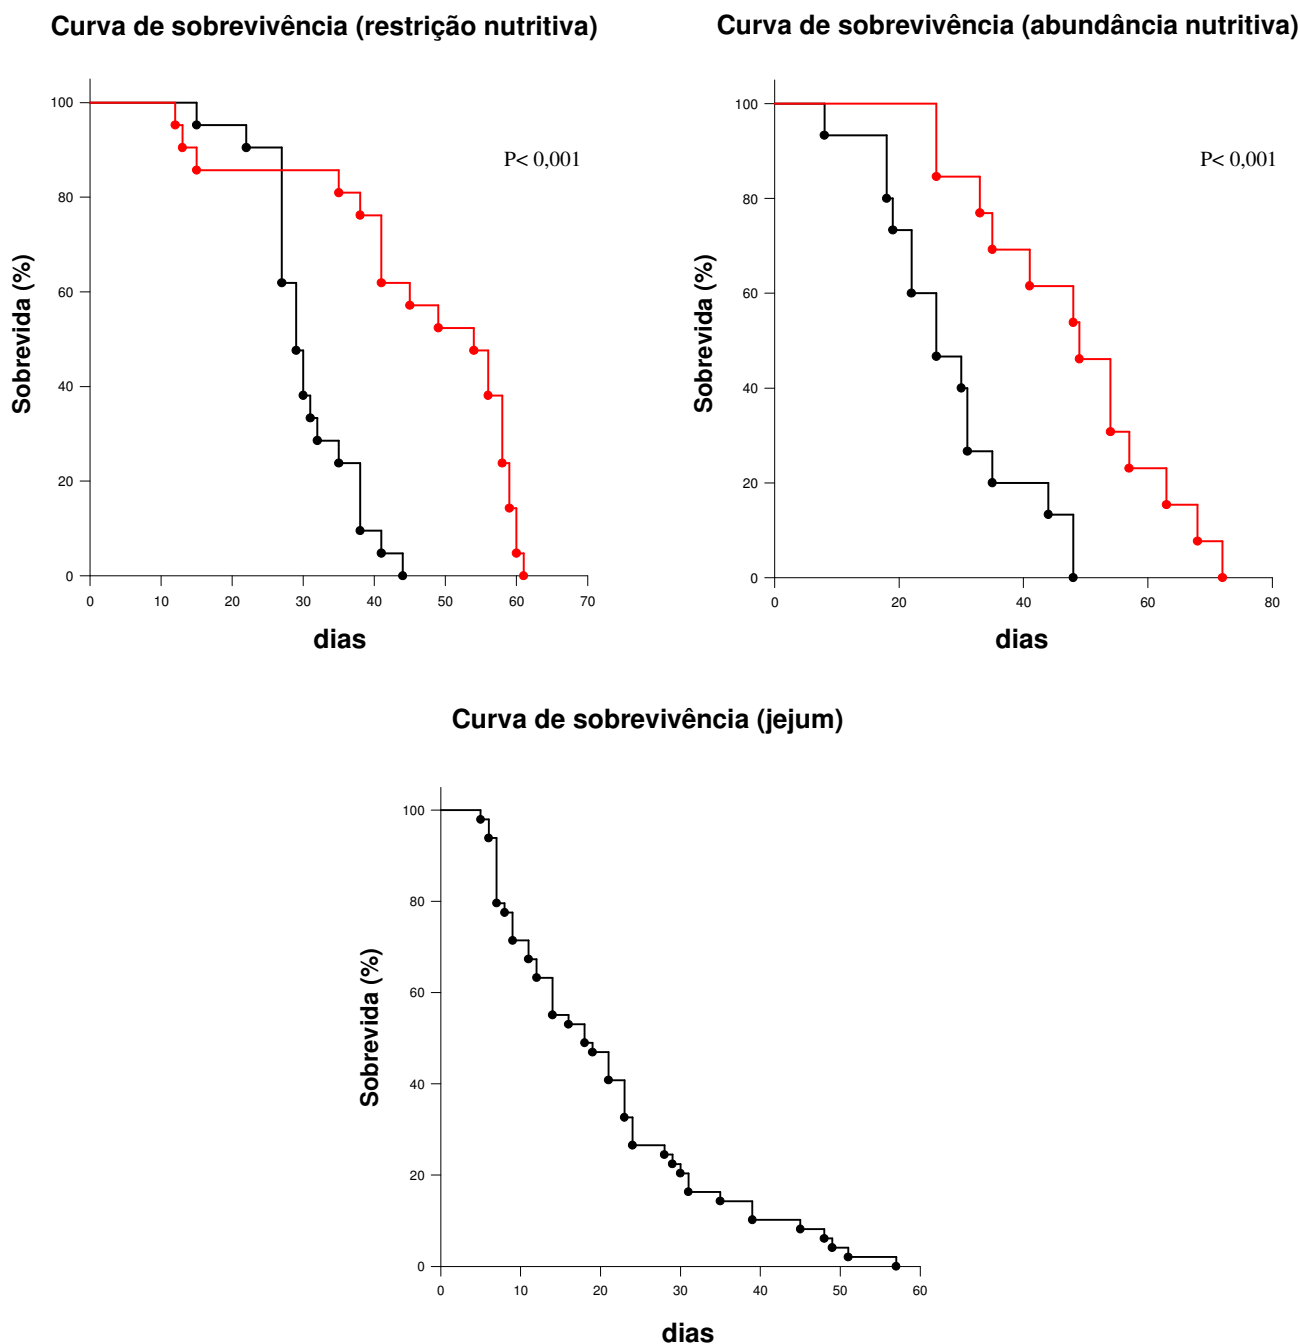 Curva de sobrevivência (restrição nutritiva)
Curva de sobrevivência (abundância nutritiva)
P< 0,001
P< 0,001
Sobrevida (%)
100
80
60
40
20
0
0 10 20 30 40 50 60 70
dias
Sobrevida (%)
100
80
60
40
20
0
0 20 40 60 80
dias
Curva de sobrevivência (jejum)
Sobrevida (%)
100
80
60
40
20
0
0 10 20 30 40 50 60
dias